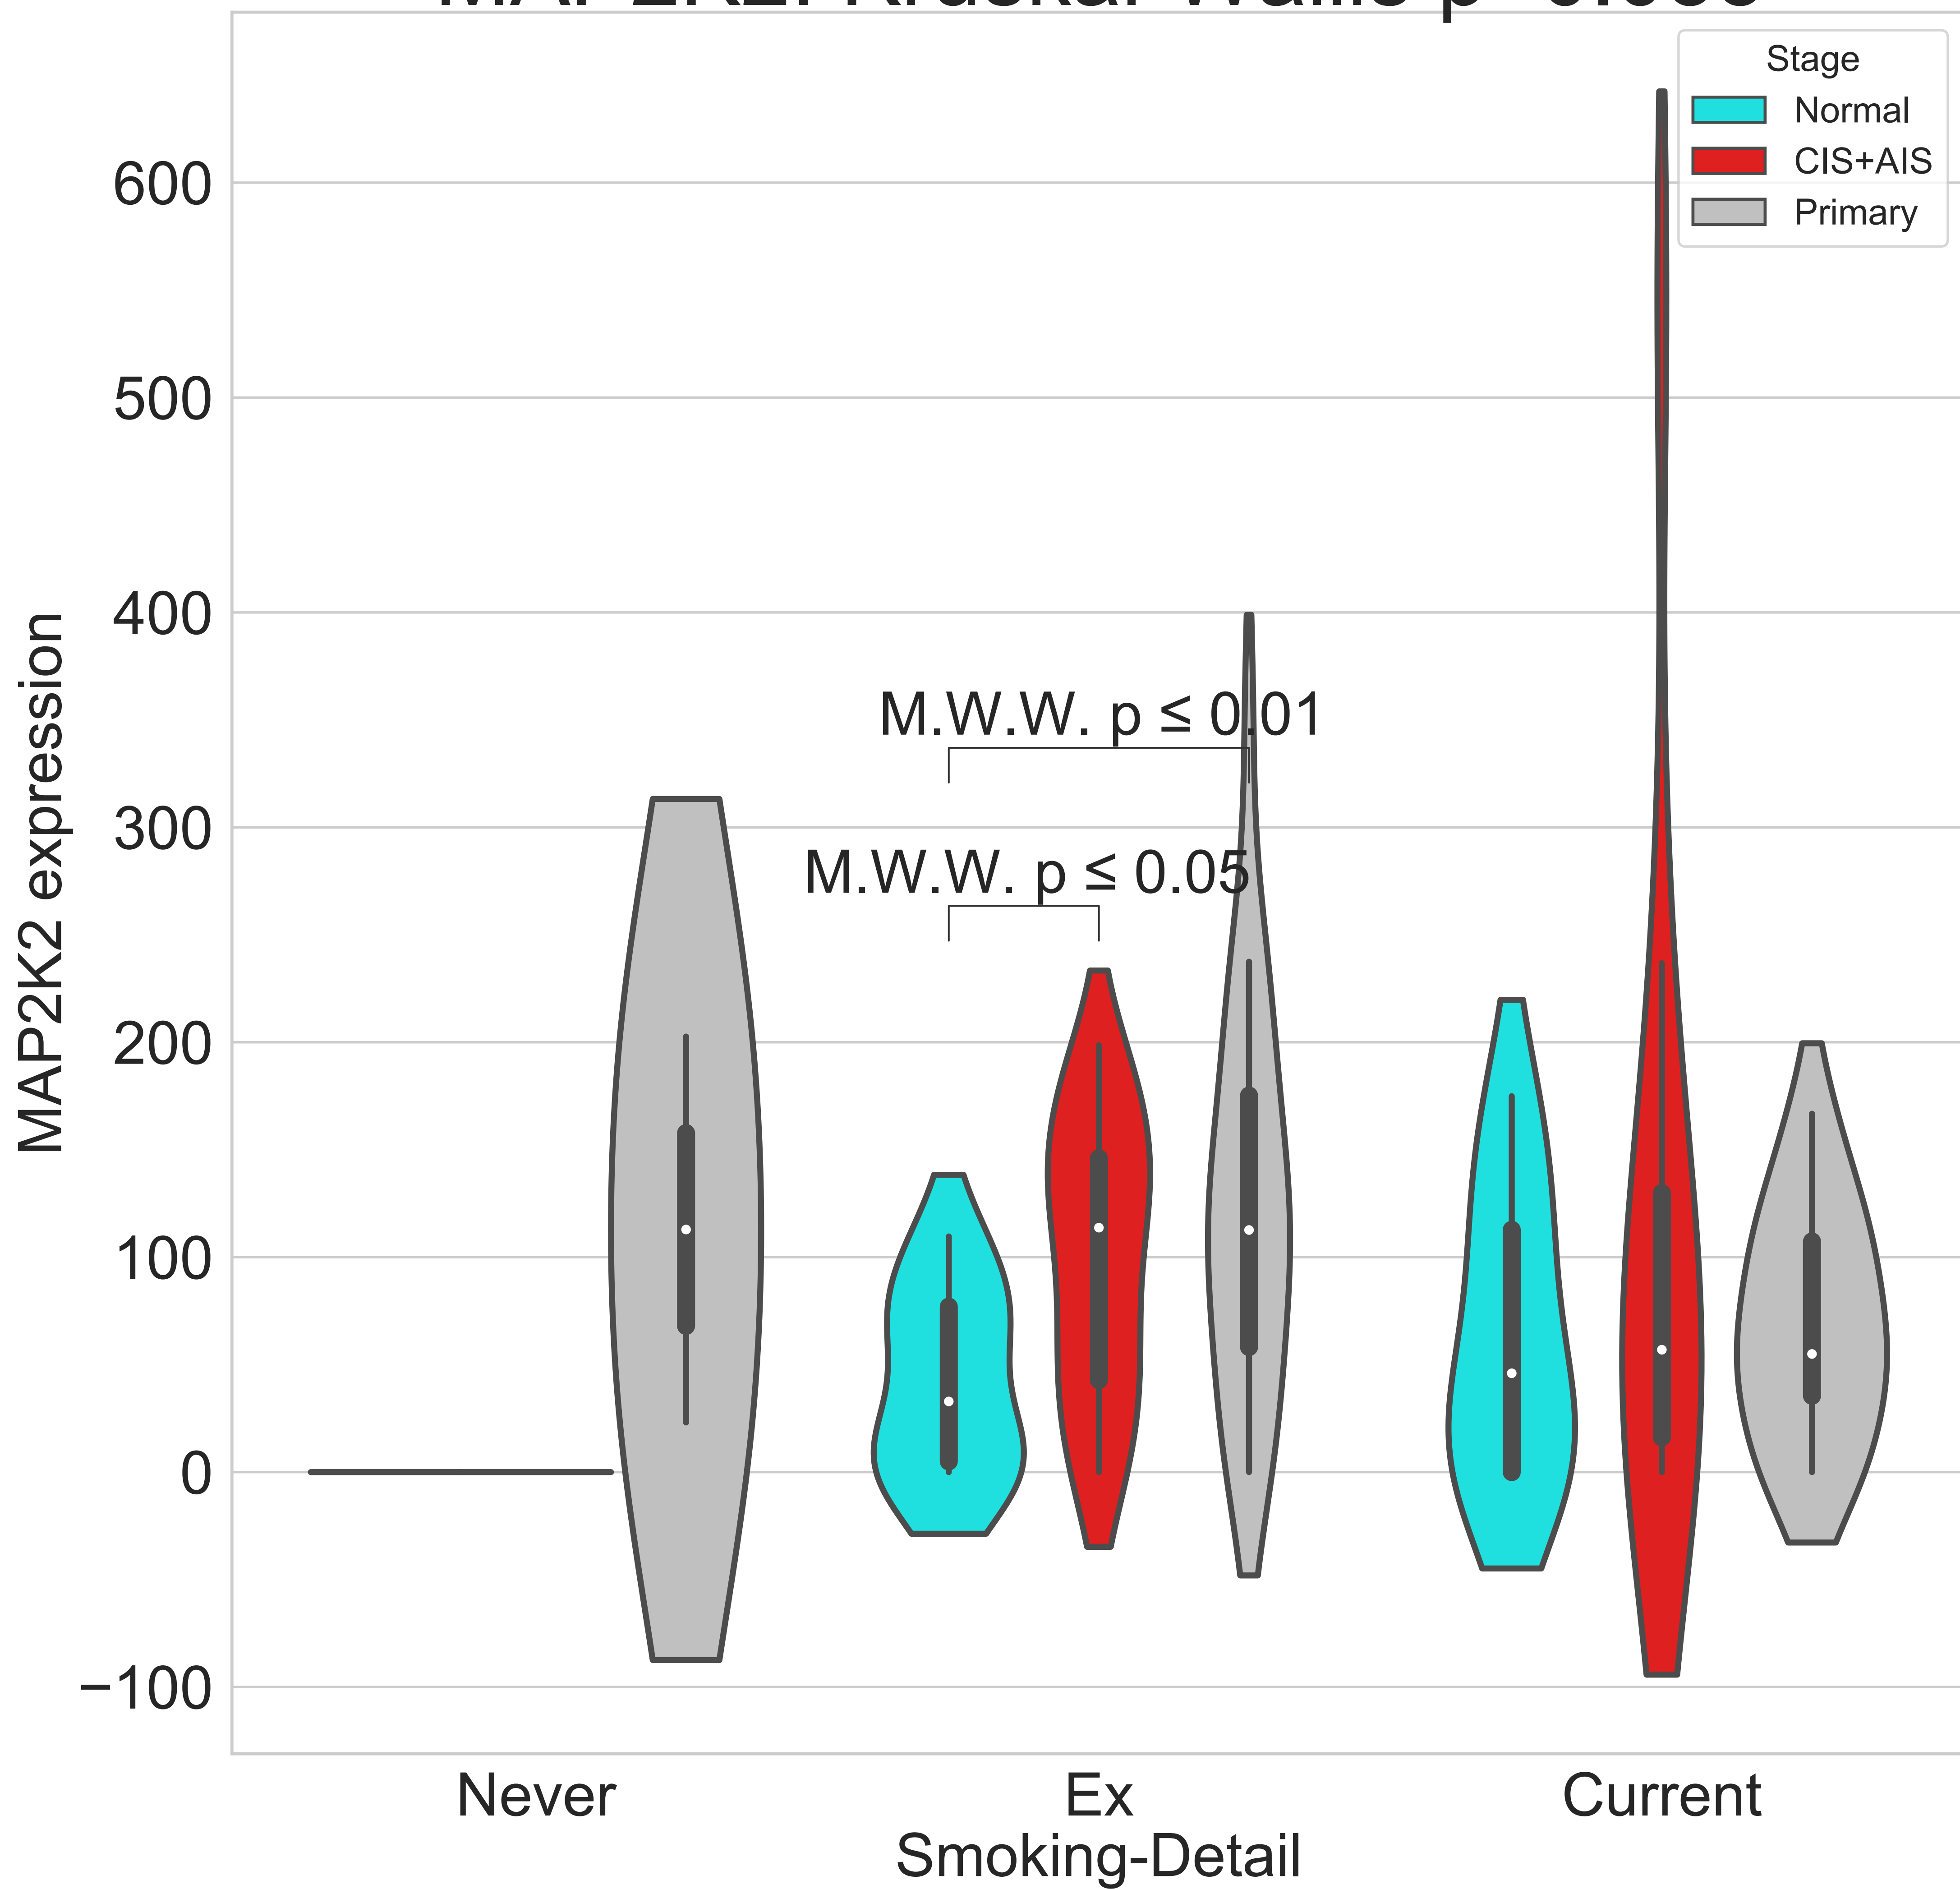 Stage
Normal
CIS+AIS
Primary
600
500
400
300
200
100
0
−100
MAP2K2 expression
M.W.W. p ≤ 0.01
M.W.W. p ≤ 0.05
Never
Ex
Current
Smoking-Detail